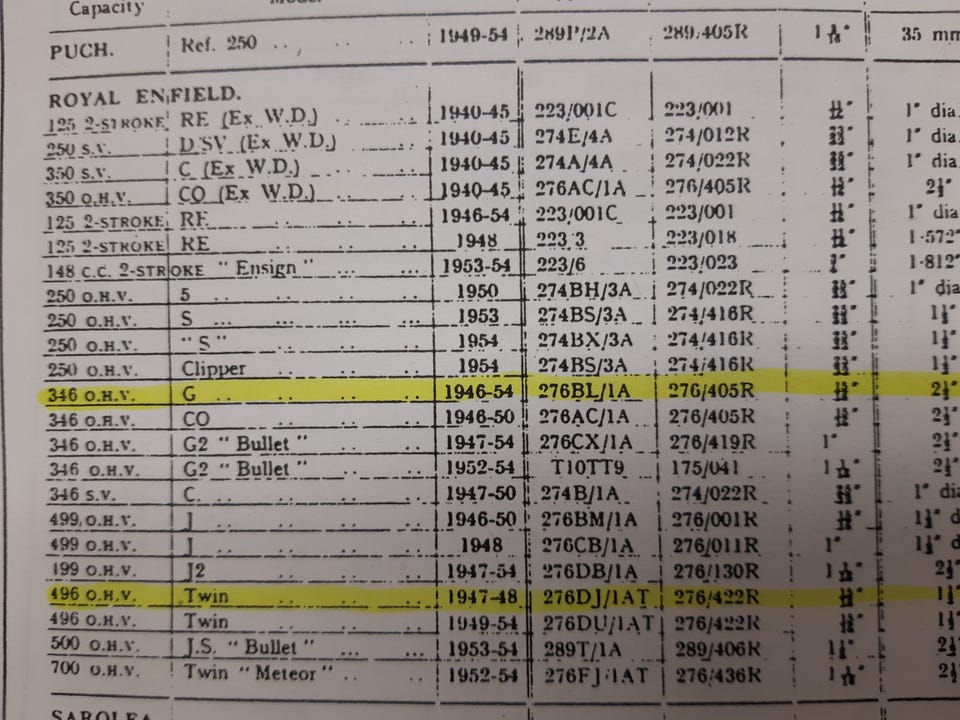 Capacity
PUCH. Ref. 250 .. .. .. 1949-54 289P/2A 289/405R 35 mm
ROYAL ENFIELD.
125 2-STROKE RE (Ex W.D.) .. .. 1940-45 223/001C 223/001 1" dia.
250 S.V. D/SV (Ex W.D.) .. 1940-45 274E/4A 274/012R 1" dia.
350 S.V. C (Ex W.D.) .. .. 1940-45 274A/4A 274/022R 1" dia.
350 O.H.V. CO (Ex W.D.) .. .. 1940-45 276AC/1A 276/405R
125 2-STROKE RE .. .. .. 1946-54 223/001C 223/001 1" dia
125 2-STROKE RE .. .. .. 1948 223/3 223/018 1·572"
148 C.C. 2-STROKE "Ensign" ... ... 1953-54 223/6 223/023 1·812"
250 O.H.V. 5 .. .. .. .. 1950 274BH/3A 274/022R 1" dia
250 O.H.V. S ... ... ... ... 1953 274BS/3A 274/416R
250 O.H.V. "S" ... ... ... 1954 274BX/3A 274/416R
250 O.H.V. Clipper .. .. .. 1954 274BS/3A 274/416R
346 O.H.V. G .. .. .. .. 1946-54 276BL/1A 276/405R
346 O.H.V. CO .. .. .. 1946-50 276AC/1A 276/405R
346 O.H.V. G2 "Bullet" .. .. 1947-54 276CX/1A 276/419R 1"
346 O.H.V. G2 "Bullet" .. .. 1952-54 T10TT9 175/041
346 S.V. C. .. .. .. .. 1947-50 274B/1A 274/022R 1" dia
499 O.H.V. J .. .. .. .. 1946-50 276BM/1A 276/001R
499 O.H.V. J .. .. .. .. 1948 276CB/1A 276/011R 1"
499 O.H.V. J2 .. .. .. 1947-54 276DB/1A 276/130R
496 O.H.V. Twin .. .. .. 1947-48 276DJ/1AT 276/422R
496 O.H.V. Twin .. .. .. 1949-54 276DU/1AT 276/422R
500 O.H.V. J.S. "Bullet" ... ... 1953-54 289T/1A 289/406R
700 O.H.V. Twin "Meteor" .. .. 1952-54 276FJ/1AT 276/436R
SAROLEA